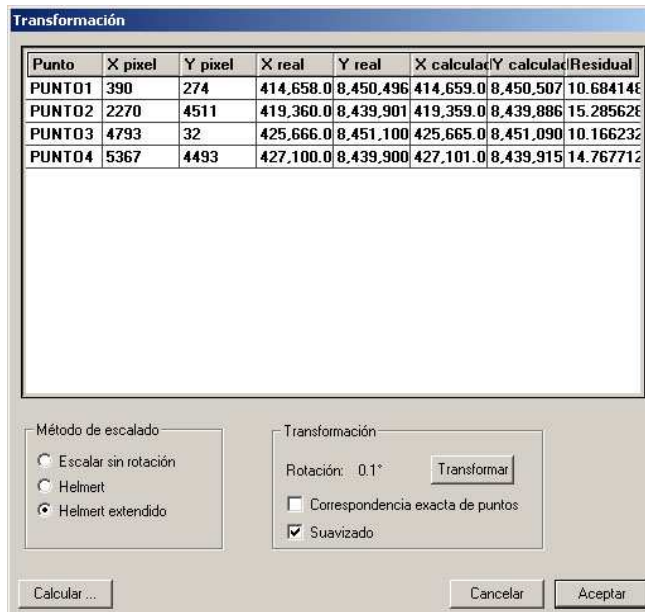 Transformación
Punto X pixel Y pixel X real Y real X calculad Y calculad Residual
PUNTO1 390 274 414,658.0 8,450,496 414,659.0 8,450,507 10.684148
PUNTO2 2270 4511 419,360.0 8,439,901 419,359.0 8,439,886 15.285628
PUNTO3 4793 32 425,666.0 8,451,100 425,665.0 8,451,090 10.166232
PUNTO4 5367 4493 427,100.0 8,439,900 427,101.0 8,439,915 14.767712
Método de escalado
Escalar sin rotación
Helmert
Helmert extendido
Transformación
Rotación: 0.1° Transformar
Correspondencia exacta de puntos
Suavizado
Calcular ... Cancelar Aceptar